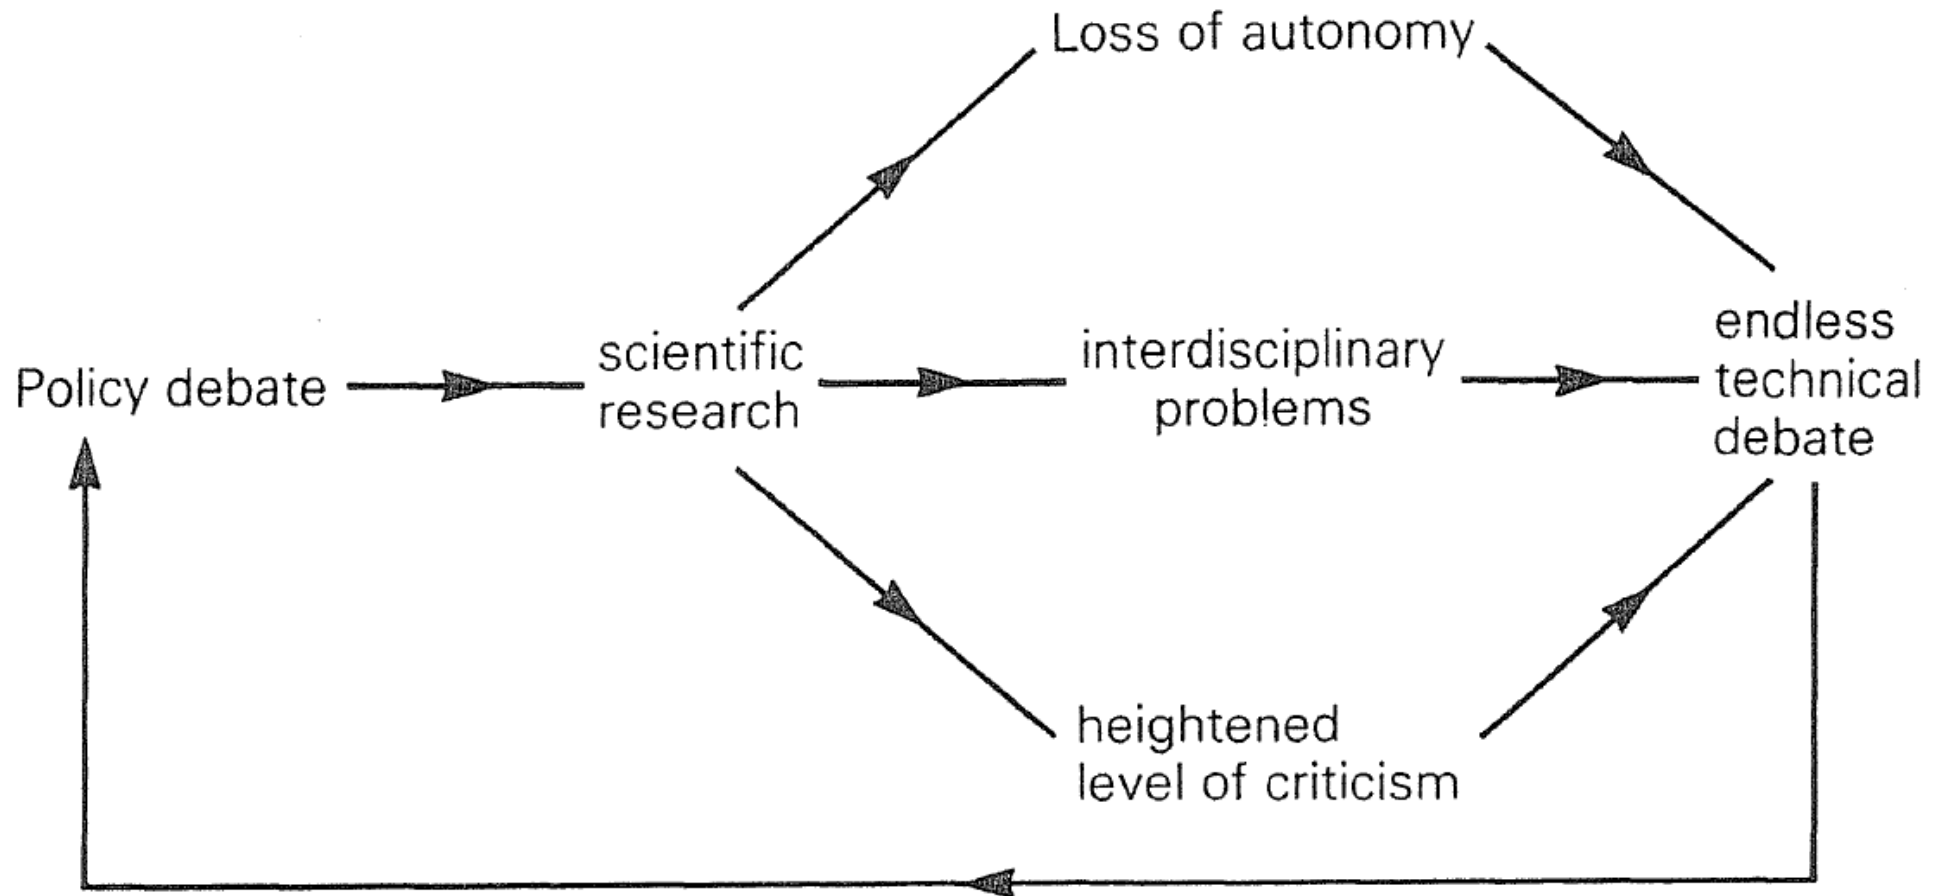 Loss of autonomy
Policy debate
scientific
research
interdisciplinary
problems
endless
technical
debate
heightened
level of criticism